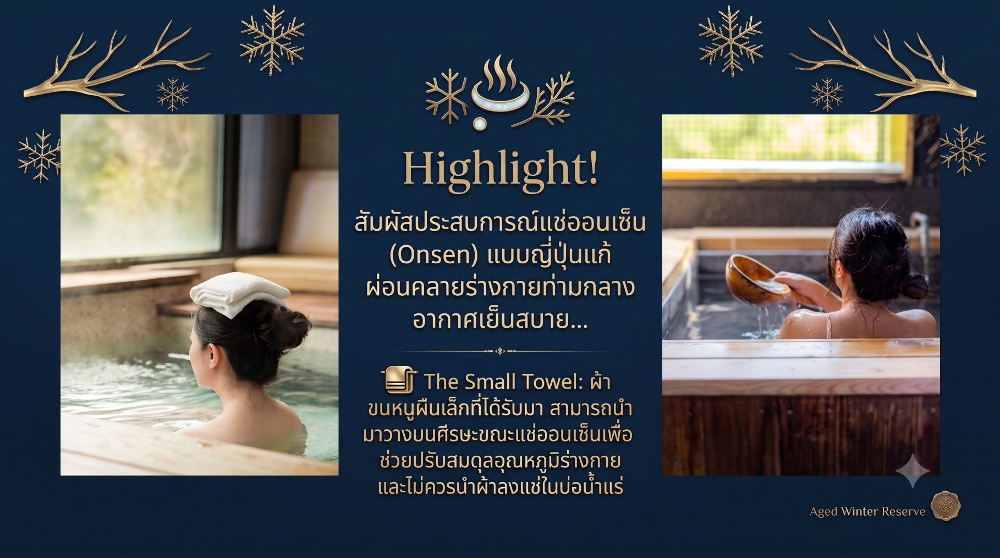 Highlight!
สัมผัสประสบการณ์แช่ออนเซ็น
(Onsen) แบบญี่ปุ่นแก้
ผ่อนคลายร่างกายท่ามกลาง
อากาศเย็นสบาย...
The Small Towel: ผ้า
ขนหนูผืนเล็กที่ได้รับมา สามารถนำ
มาวางบนศีรษะขณะแช่ออนเซ็นเพื่อ
ช่วยปรับสมดุลอุณหภูมิร่างกาย
และไม่ควรนำผ้าลงแช่ในบ่อน้ำแร่
Aged Winter Reserve